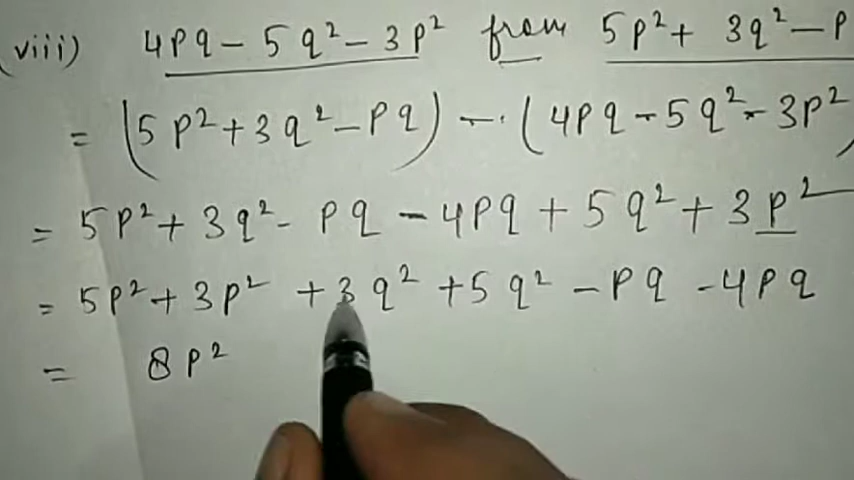 (viii) 4pq - 5q² - 3p² from 5p² + 3q² - p
= (5p² + 3q² - pq) - (4pq - 5q² - 3p²)
= 5p² + 3q² - pq - 4pq + 5q² + 3p²
= 5p² + 3p² + 3q² + 5q² - pq - 4pq
= 8p²